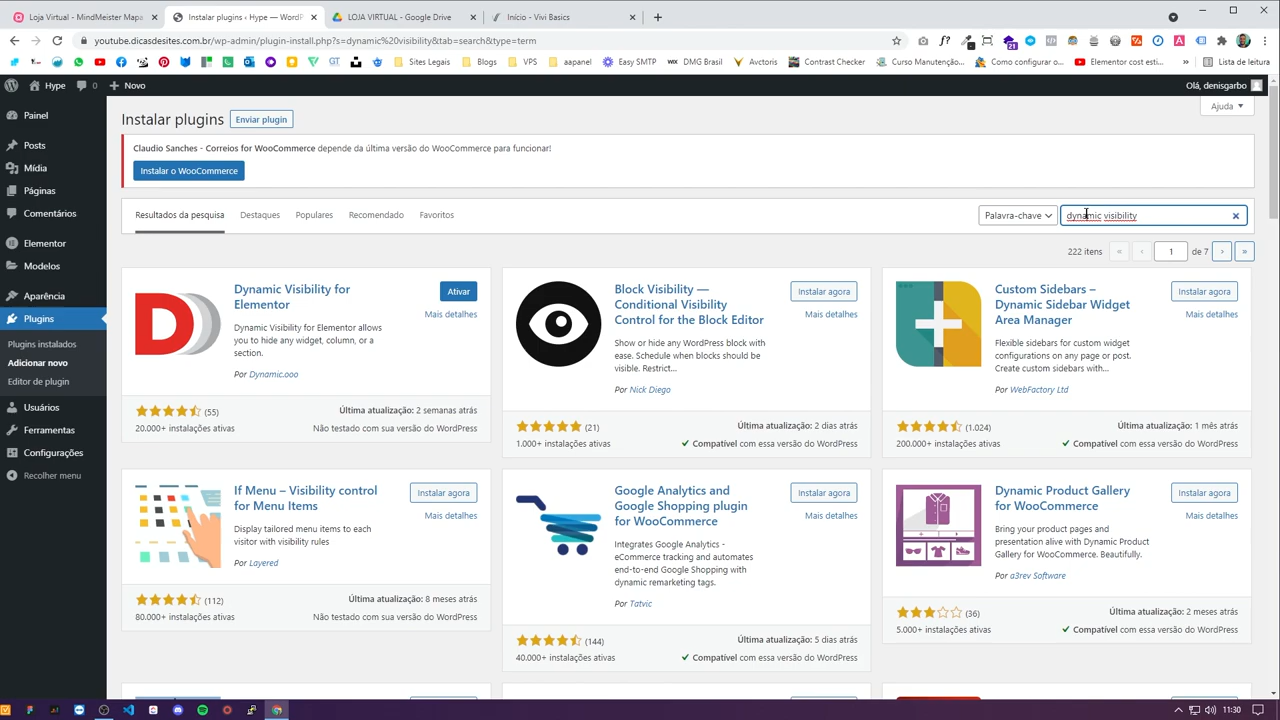 Loja Virtual - MindMeister Mapa
Instalar plugins ‹ Hype — WordP
LOJA VIRTUAL - Google Drive
Início - Vivi Basics
youtube.dicasdesites.com.br/wp-admin/plugin-install.php?s=dynamic%20visibility&tab=search&type=term
Sites Legais
Blogs
VPS
aapanel
Easy SMTP
DMG Brasil
Avctoris
Contrast Checker
Curso Manutenção...
Como configurar o...
Elementor cost esti...
Lista de leitura
Hype
0
Novo
Olá, denisgarbo
Painel
Posts
Mídia
Páginas
Comentários
Elementor
Modelos
Aparência
Plugins
Plugins instalados
Adicionar novo
Editor de plugin
Usuários
Ferramentas
Configurações
Recolher menu
Ajuda
Instalar plugins
Enviar plugin
Claudio Sanches - Correios for WooCommerce depende da última versão do WooCommerce para funcionar!
Instalar o WooCommerce
Resultados da pesquisa
Destaques
Populares
Recomendado
Favoritos
Palavra-chave
dynamic visibility
222 itens
«
‹
1
de 7
›
»
Dynamic Visibility for
Elementor
Ativar
Mais detalhes
Dynamic Visibility for Elementor allows
you to hide any widget, column, or a
section.
Por Dynamic.ooo
(55)
20.000+ instalações ativas
Última atualização: 2 semanas atrás
Não testado com sua versão do WordPress
Block Visibility —
Conditional Visibility
Control for the Block Editor
Instalar agora
Mais detalhes
Show or hide any WordPress block with
ease. Schedule when blocks should be
visible. Restrict...
Por Nick Diego
(21)
1.000+ instalações ativas
Última atualização: 2 dias atrás
Compatível com essa versão do WordPress
Custom Sidebars –
Dynamic Sidebar Widget
Area Manager
Instalar agora
Mais detalhes
Flexible sidebars for custom widget
configurations on any page or post.
Create custom sidebars with...
Por WebFactory Ltd
(1.024)
200.000+ instalações ativas
Última atualização: 1 mês atrás
Compatível com essa versão do WordPress
If Menu – Visibility control
for Menu Items
Instalar agora
Mais detalhes
Display tailored menu items to each
visitor with visibility rules
Por Layered
(112)
80.000+ instalações ativas
Última atualização: 8 meses atrás
Não testado com sua versão do WordPress
Google Analytics and
Google Shopping plugin
for WooCommerce
Instalar agora
Mais detalhes
Integrates Google Analytics -
eCommerce tracking and automates
end-to-end Google Shopping with
dynamic remarketing tags.
Por Tatvic
(144)
40.000+ instalações ativas
Última atualização: 5 dias atrás
Compatível com essa versão do WordPress
Dynamic Product Gallery
for WooCommerce
Instalar agora
Mais detalhes
Bring your product pages and
presentation alive with Dynamic Product
Gallery for WooCommerce. Beautifully.
Por a3rev Software
(36)
5.000+ instalações ativas
Última atualização: 2 meses atrás
Compatível com essa versão do WordPress
11:30